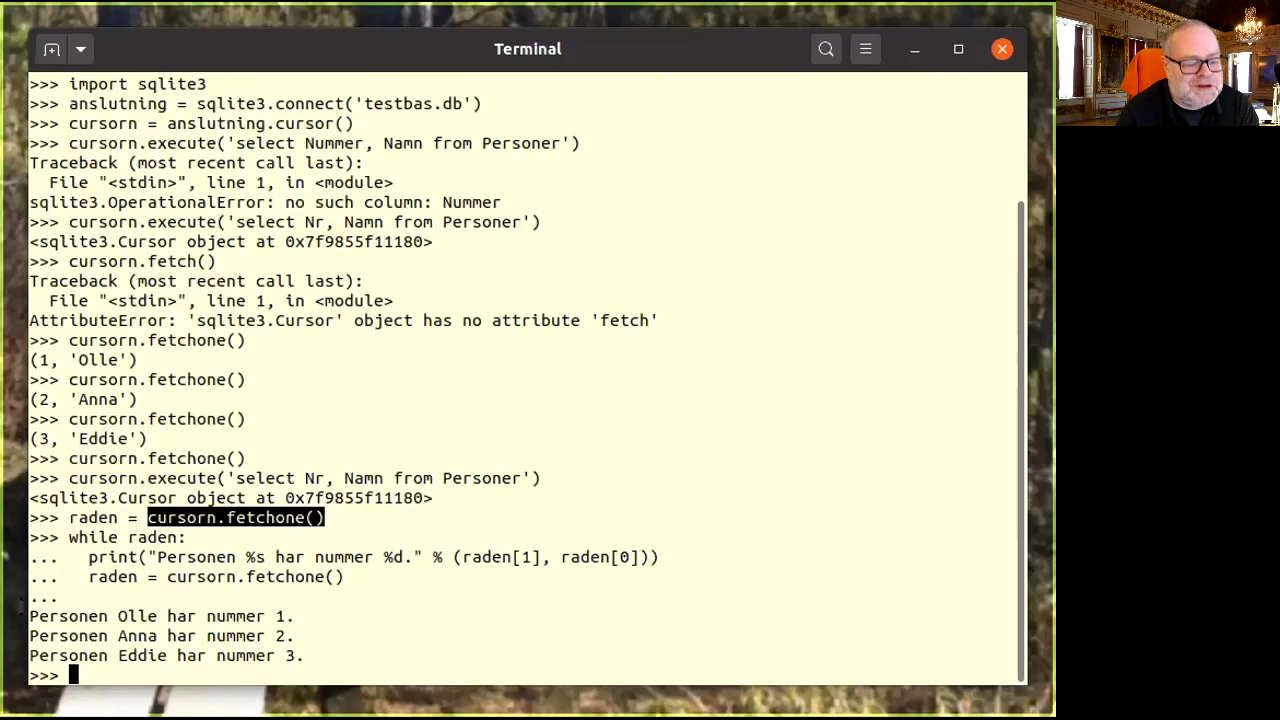 Terminal
>>> import sqlite3
>>> anslutning = sqlite3.connect('testbas.db')
>>> cursorn = anslutning.cursor()
>>> cursorn.execute('select Nummer, Namn from Personer')
Traceback (most recent call last):
  File "<stdin>", line 1, in <module>
sqlite3.OperationalError: no such column: Nummer
>>> cursorn.execute('select Nr, Namn from Personer')
<sqlite3.Cursor object at 0x7f9855f11180>
>>> cursorn.fetch()
Traceback (most recent call last):
  File "<stdin>", line 1, in <module>
AttributeError: 'sqlite3.Cursor' object has no attribute 'fetch'
>>> cursorn.fetchone()
(1, 'Olle')
>>> cursorn.fetchone()
(2, 'Anna')
>>> cursorn.fetchone()
(3, 'Eddie')
>>> cursorn.fetchone()
>>> cursorn.execute('select Nr, Namn from Personer')
<sqlite3.Cursor object at 0x7f9855f11180>
>>> raden = cursorn.fetchone()
>>> while raden:
...   print("Personen %s har nummer %d." % (raden[1], raden[0]))
...   raden = cursorn.fetchone()
...
Personen Olle har nummer 1.
Personen Anna har nummer 2.
Personen Eddie har nummer 3.
>>>